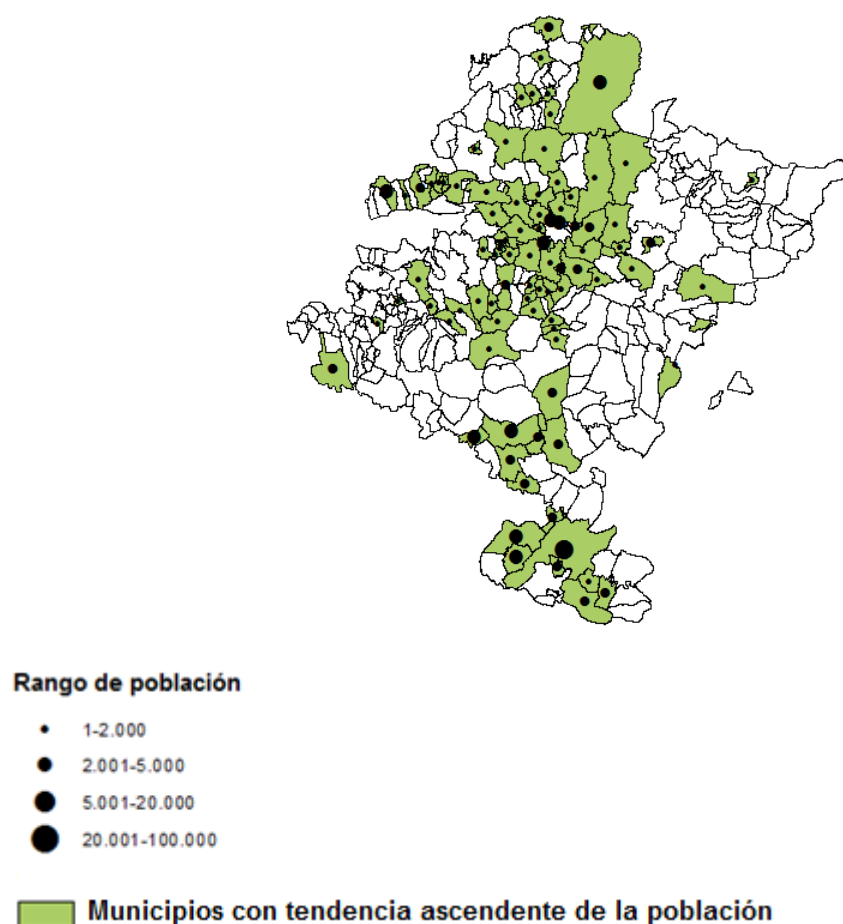 Rango de población
1-2.000
2.001-5.000
5.001-20.000
20.001-100.000
Municipios con tendencia ascendente de la población